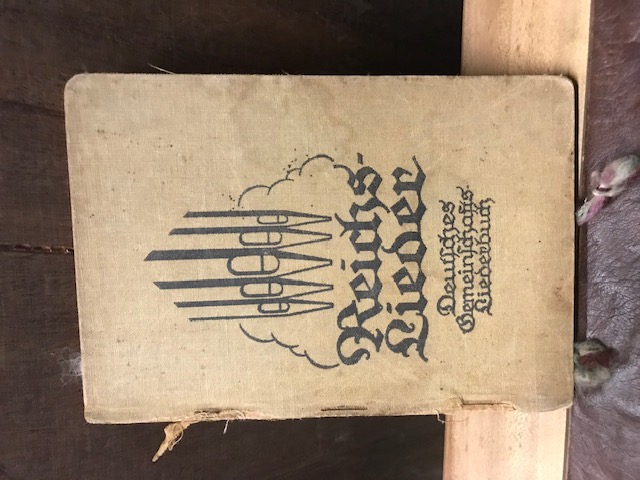 Reichs-
Lieder
Deutsches
Gemeinschafts-
Liederbuch